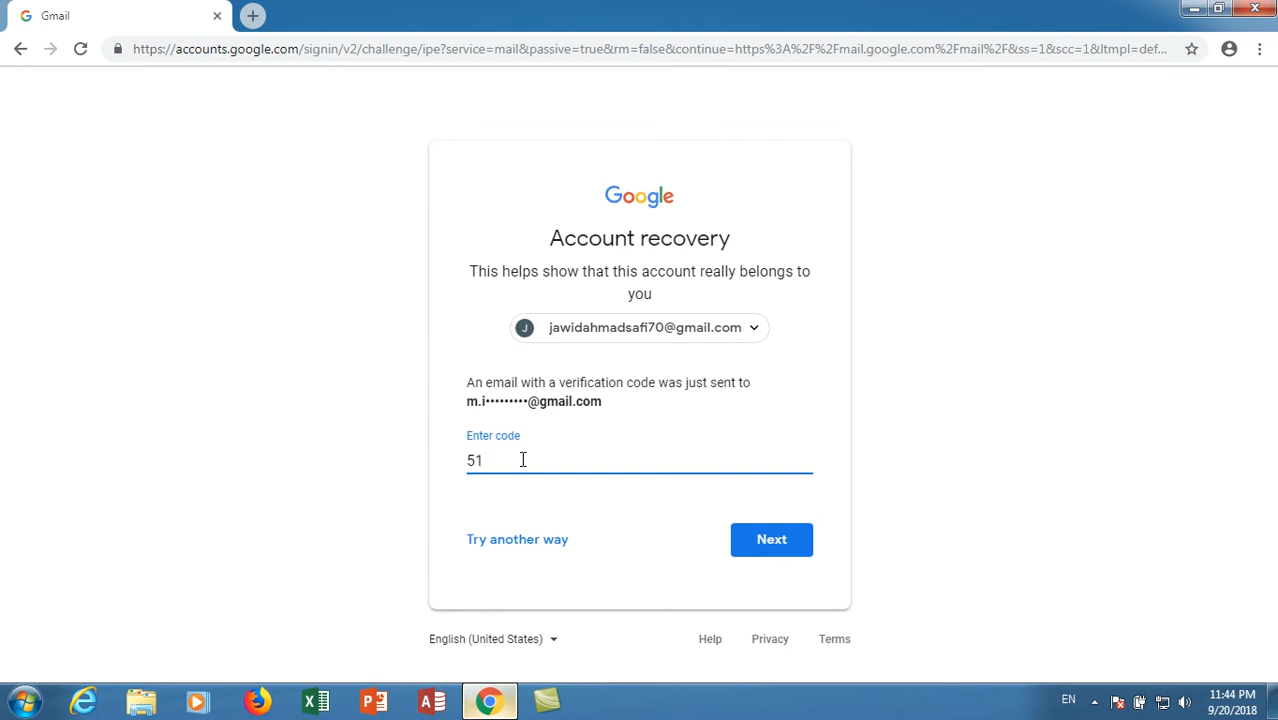 Gmail
https://accounts.google.com/signin/v2/challenge/ipe?service=mail&passive=true&rm=false&continue=https%3A%2F%2Fmail.google.com%2Fmail%2F&ss=1&scc=1&ltmpl=def...
Google
Account recovery
This helps show that this account really belongs to
you
J jawidahmadsafi70@gmail.com
An email with a verification code was just sent to
m.i•••••••••@gmail.com
Enter code
51
Try another way
Next
English (United States)
Help Privacy Terms
EN
11:44 PM
9/20/2018